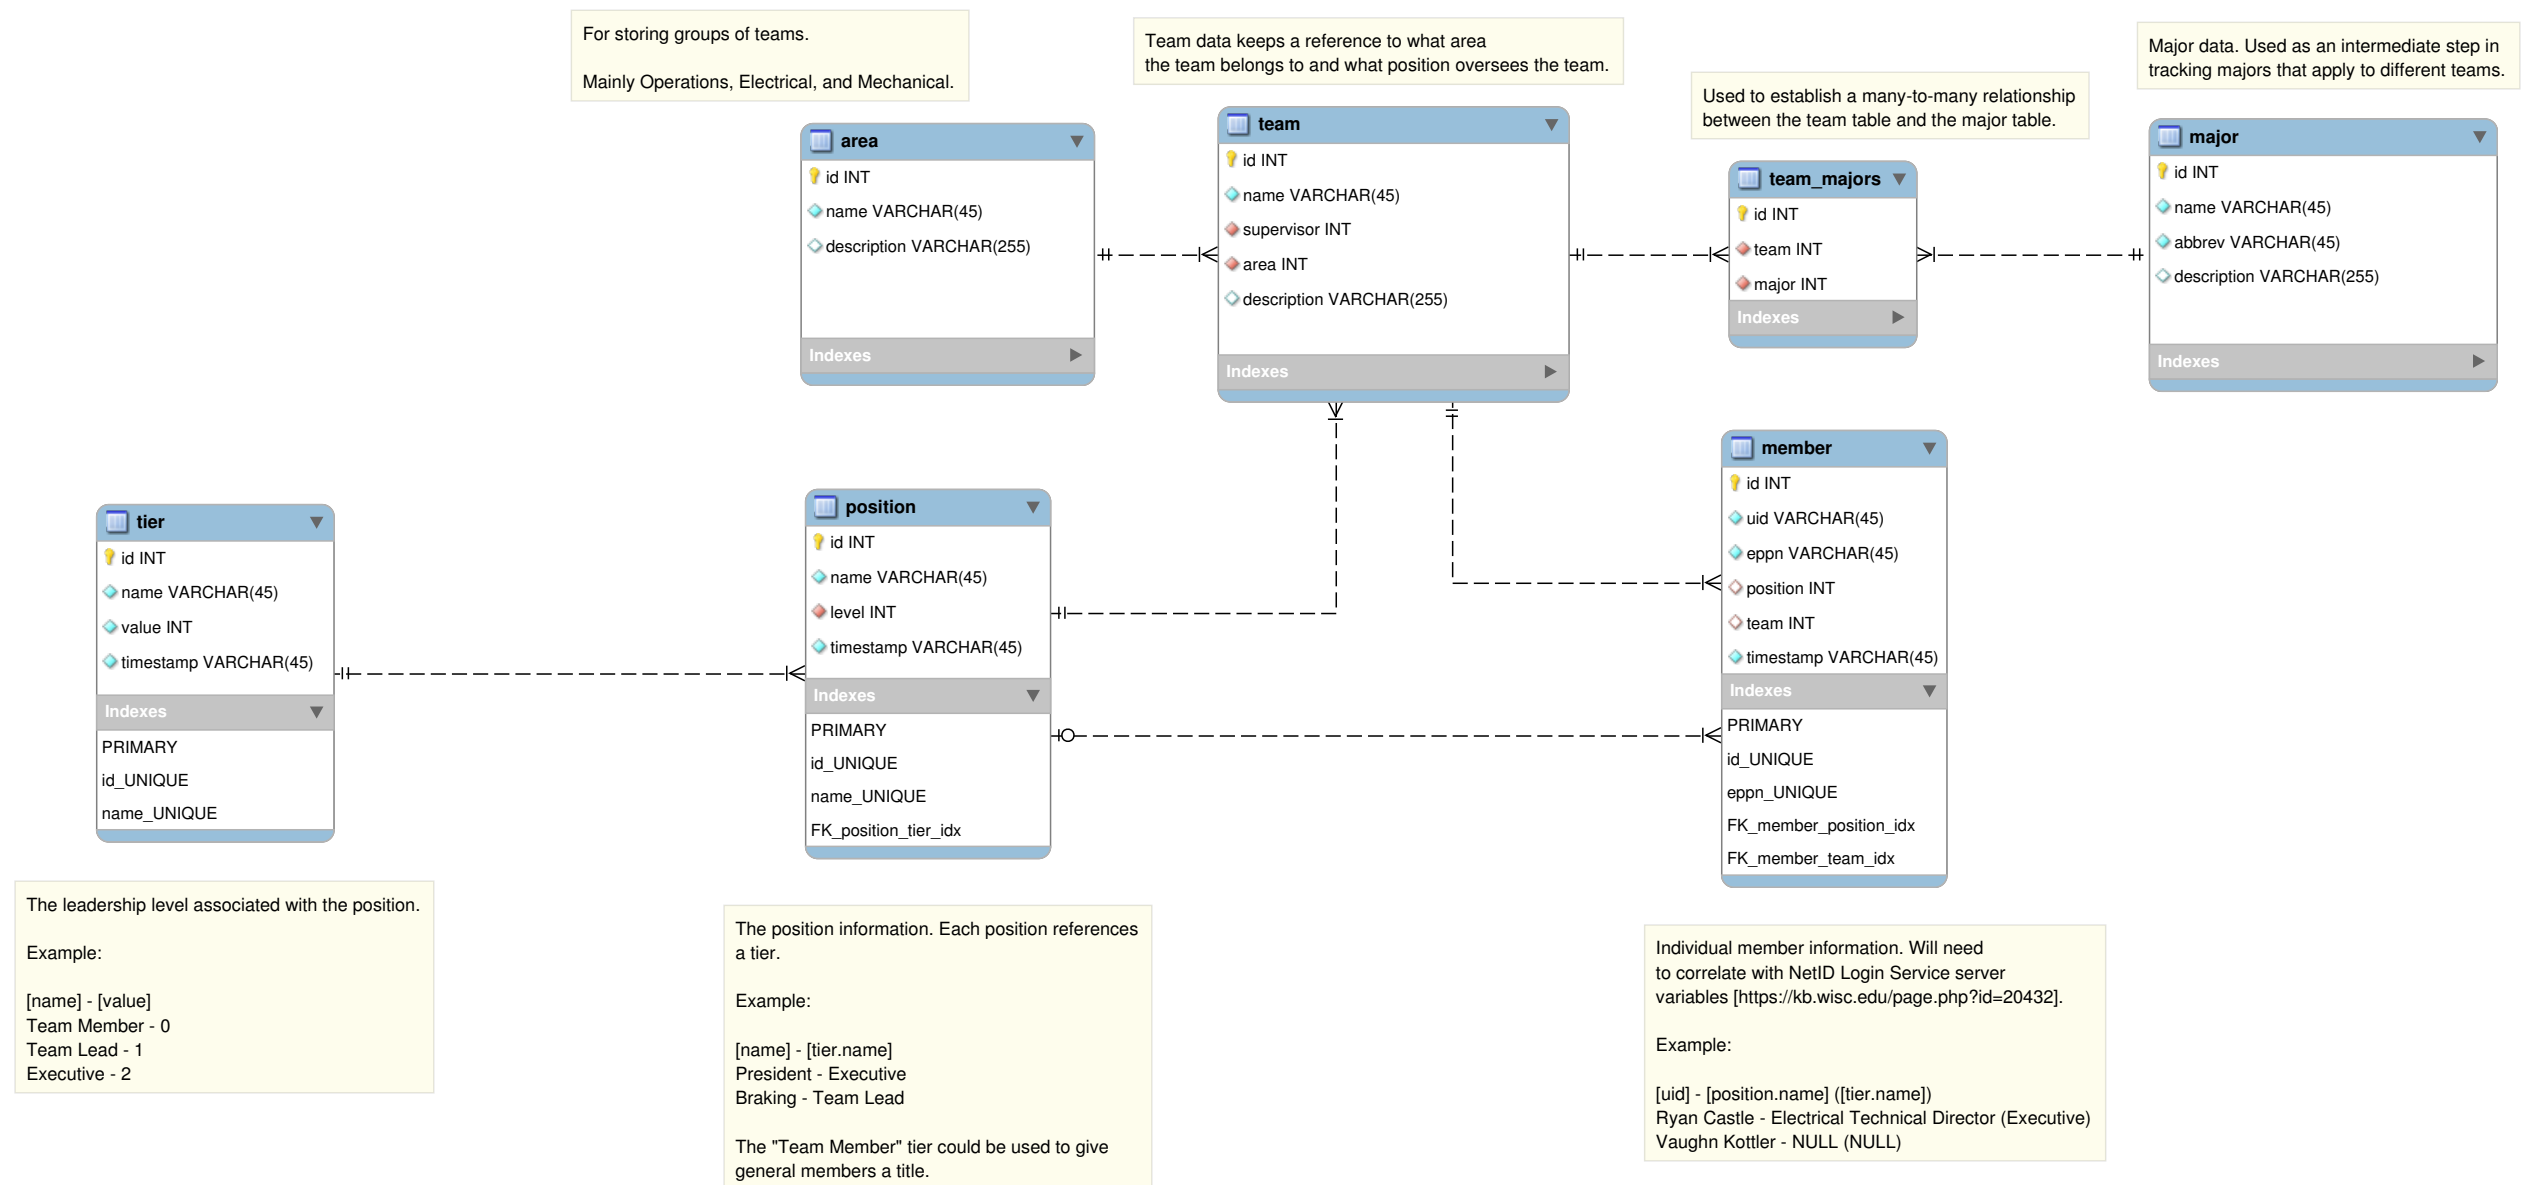 For storing groups of teams.
Mainly Operations, Electrical, and Mechanical.
Team data keeps a reference to what area
the team belongs to and what position oversees the team.
Used to establish a many-to-many relationship
between the team table and the major table.
Major data. Used as an intermediate step in
tracking majors that apply to different teams.
area
id INT
name VARCHAR(45)
description VARCHAR(255)
Indexes
team
id INT
name VARCHAR(45)
supervisor INT
area INT
description VARCHAR(255)
Indexes
team_majors
id INT
team INT
major INT
Indexes
major
id INT
name VARCHAR(45)
abbrev VARCHAR(45)
description VARCHAR(255)
Indexes
tier
id INT
name VARCHAR(45)
value INT
timestamp VARCHAR(45)
Indexes
PRIMARY
id_UNIQUE
name_UNIQUE
position
id INT
name VARCHAR(45)
level INT
timestamp VARCHAR(45)
Indexes
PRIMARY
id_UNIQUE
name_UNIQUE
FK_position_tier_idx
member
id INT
uid VARCHAR(45)
eppn VARCHAR(45)
position INT
team INT
timestamp VARCHAR(45)
Indexes
PRIMARY
id_UNIQUE
eppn_UNIQUE
FK_member_position_idx
FK_member_team_idx
The leadership level associated with the position.
Example:
[name] - [value]
Team Member - 0
Team Lead - 1
Executive - 2
The position information. Each position references
a tier.
Example:
[name] - [tier.name]
President - Executive
Braking - Team Lead
The "Team Member" tier could be used to give
general members a title.
Individual member information. Will need
to correlate with NetID Login Service server
variables [https://kb.wisc.edu/page.php?id=20432].
Example:
[uid] - [position.name] ([tier.name])
Ryan Castle - Electrical Technical Director (Executive)
Vaughn Kottler - NULL (NULL)